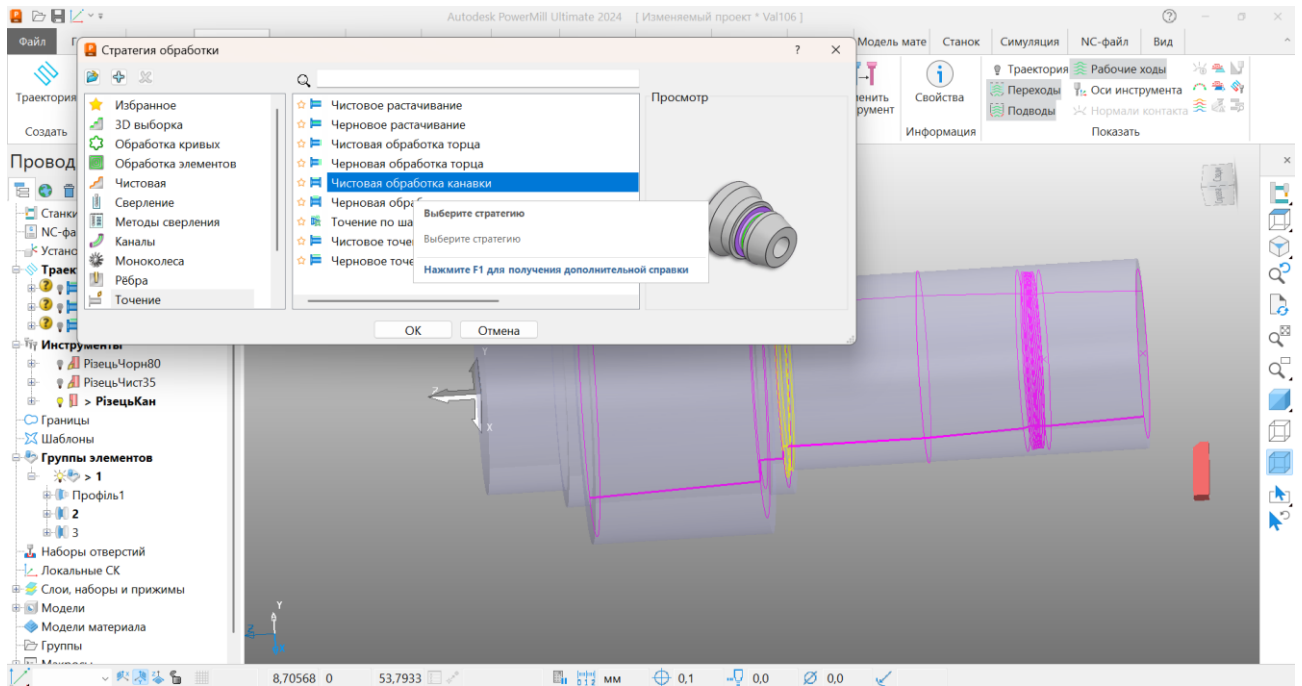 Autodesk PowerMill Ultimate 2024 [ Изменяемый проект * Val106 ]
Файл
Модель мате Станок Симуляция NC-файл Вид
Стратегия обработки
Избранное
3D выборка
Обработка кривых
Обработка элементов
Чистовая
Сверление
Методы сверления
Каналы
Моноколеса
Рёбра
Точение
Чистовое растачивание
Черновое растачивание
Чистовая обработка торца
Черновая обработка торца
Чистовая обработка канавки
Черновая обра
Точение по ша
Чистовое точе
Черновое точе
Выберите стратегию
Выберите стратегию
Нажмите F1 для получения дополнительной справки
Просмотр
ОК Отмена
Траектория
Создать
Свойства
Информация
Траектория Рабочие ходы
Переходы Оси инструмента
Подводы Нормали контакта
Показать
Провод
Станки
NC-фа
Устано
Траек
Инструменты
РізецьЧорн80
РізецьЧист35
> РізецьКан
Границы
Шаблоны
Группы элементов
> 1
Профіль1
2
3
Наборы отверстий
Локальные СК
Слои, наборы и прижимы
Модели
Модели материала
Группы
Макросы
Y
Z
X
Y
Z
8,70568 0 53,7933 мм 0,1 0,0 0,0